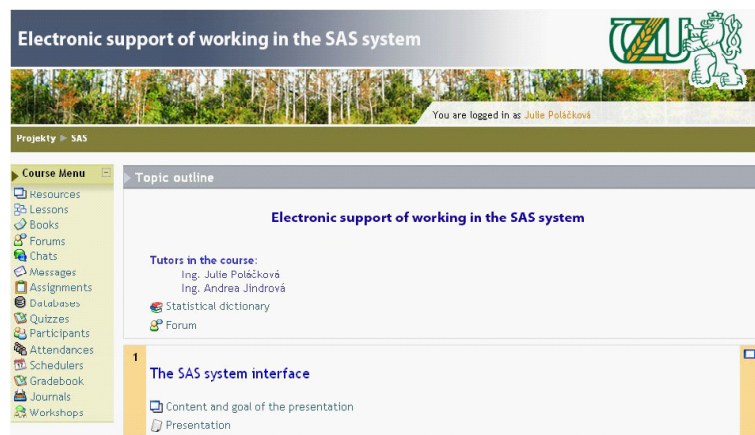 Electronic support of working in the SAS system
ČZU
You are logged in as Julie Poláčková
Projekty ► SAS
Course Menu
Resources
Lessons
Books
Forums
Chats
Messages
Assignments
Databases
Quizzes
Participants
Attendances
Schedulers
Gradebook
Journals
Workshops
Topic outline
Electronic support of working in the SAS system
Tutors in the course:
Ing. Julie Poláčková
Ing. Andrea Jindrová
Statistical dictionary
Forum
1
The SAS system interface
Content and goal of the presentation
Presentation